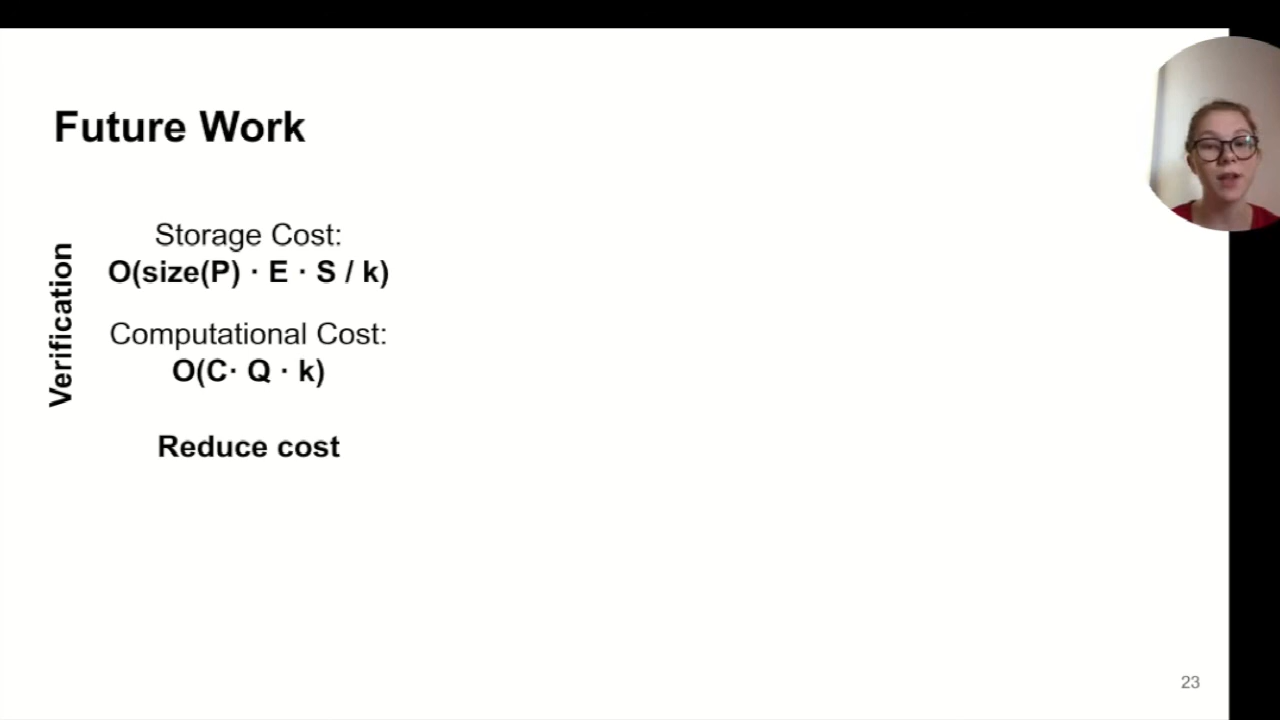 Future Work
Verification
Storage Cost:
O(size(P) · E · S / k)
Computational Cost:
O(C· Q · k)
Reduce cost
23